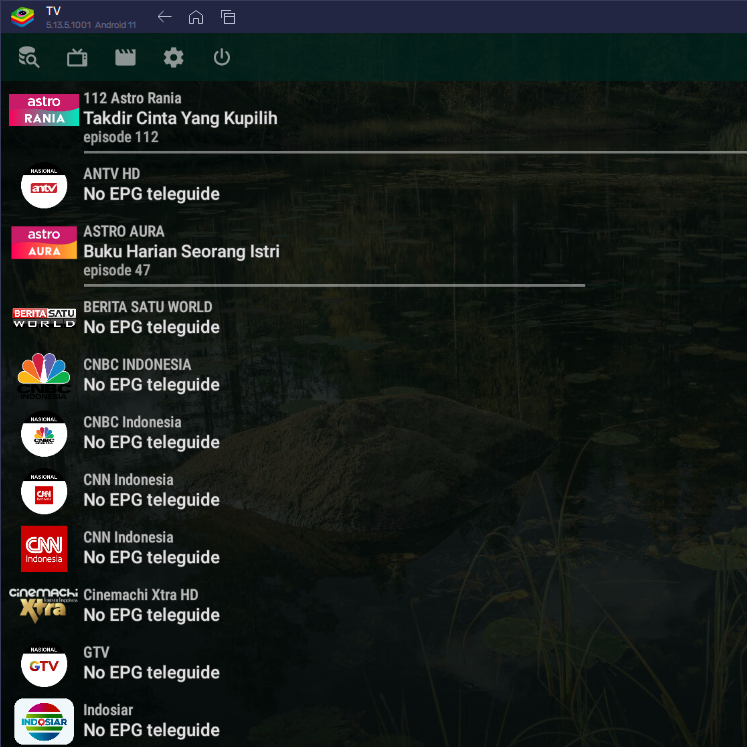 TV
5.13.5.1001 Android 11
astro
RANIA
112 Astro Rania
Takdir Cinta Yang Kupilih
episode 112
NASIONAL
antv
ANTV HD
No EPG teleguide
astro
AURA
ASTRO AURA
Buku Harian Seorang Istri
episode 47
BERITA SATU
WORLD
BERITA SATU WORLD
No EPG teleguide
CNBC
INDONESIA
CNBC INDONESIA
No EPG teleguide
NASIONAL
CNBC Indonesia
No EPG teleguide
NASIONAL
CNN
CNN Indonesia
No EPG teleguide
CNN
Indonesia
CNN Indonesia
No EPG teleguide
cinemachi
Xtra
Cinemachi Xtra HD
No EPG teleguide
NASIONAL
GTV
GTV
No EPG teleguide
INDOSIAR
Indosiar
No EPG teleguide